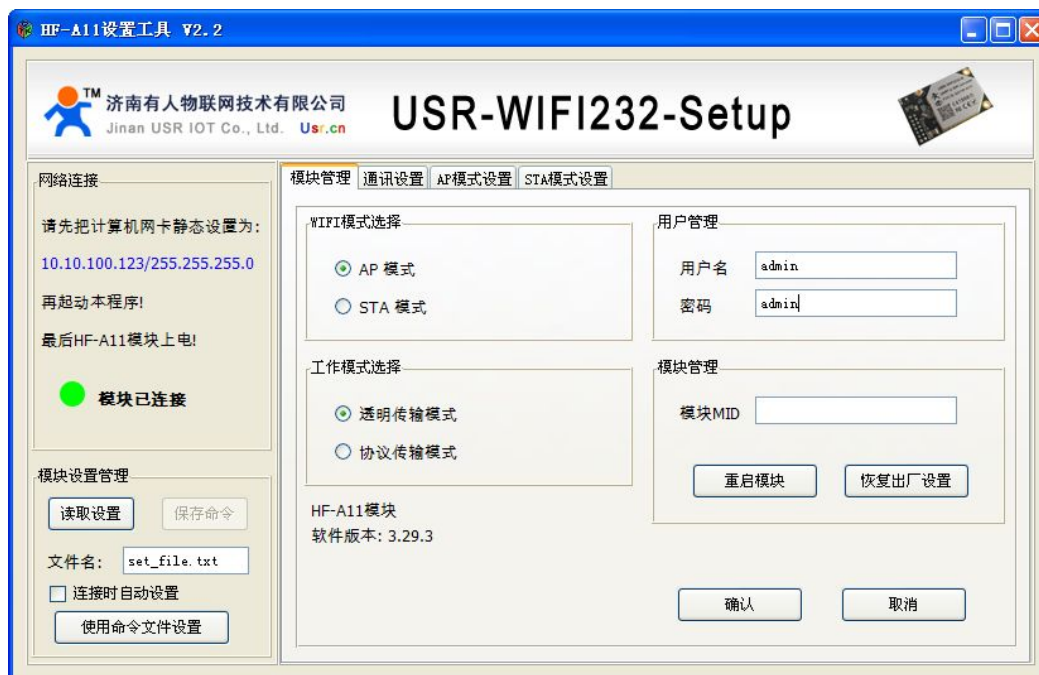 HF-A11设置工具 V2.2
TM
济南有人物联网技术有限公司
Jinan USR IOT Co., Ltd. Usr.cn
USR-WIFI232-Setup
网络连接
请先把计算机网卡静态设置为:
10.10.100.123/255.255.255.0
再起动本程序!
最后HF-A11模块上电!
模块已连接
模块设置管理
读取设置 保存命令
文件名: set_file.txt
连接时自动设置
使用命令文件设置
模块管理 通讯设置 AP模式设置 STA模式设置
WIFI模式选择
AP 模式
STA 模式
用户管理
用户名 admin
密码 admin
工作模式选择
透明传输模式
协议传输模式
模块管理
模块MID
重启模块 恢复出厂设置
HF-A11模块
软件版本: 3.29.3
确认 取消